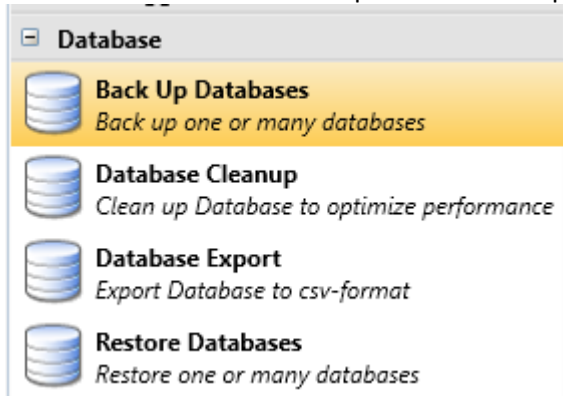 Database
Back Up Databases
Back up one or many databases
Database Cleanup
Clean up Database to optimize performance
Database Export
Export Database to csv-format
Restore Databases
Restore one or many databases